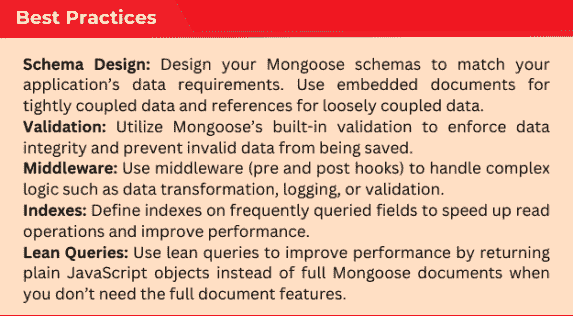 Best Practices
Schema Design: Design your Mongoose schemas to match your
application’s data requirements. Use embedded documents for
tightly coupled data and references for loosely coupled data.
Validation: Utilize Mongoose’s built-in validation to enforce data
integrity and prevent invalid data from being saved.
Middleware: Use middleware (pre and post hooks) to handle complex
logic such as data transformation, logging, or validation.
Indexes: Define indexes on frequently queried fields to speed up read
operations and improve performance.
Lean Queries: Use lean queries to improve performance by returning
plain JavaScript objects instead of full Mongoose documents when
you don’t need the full document features.